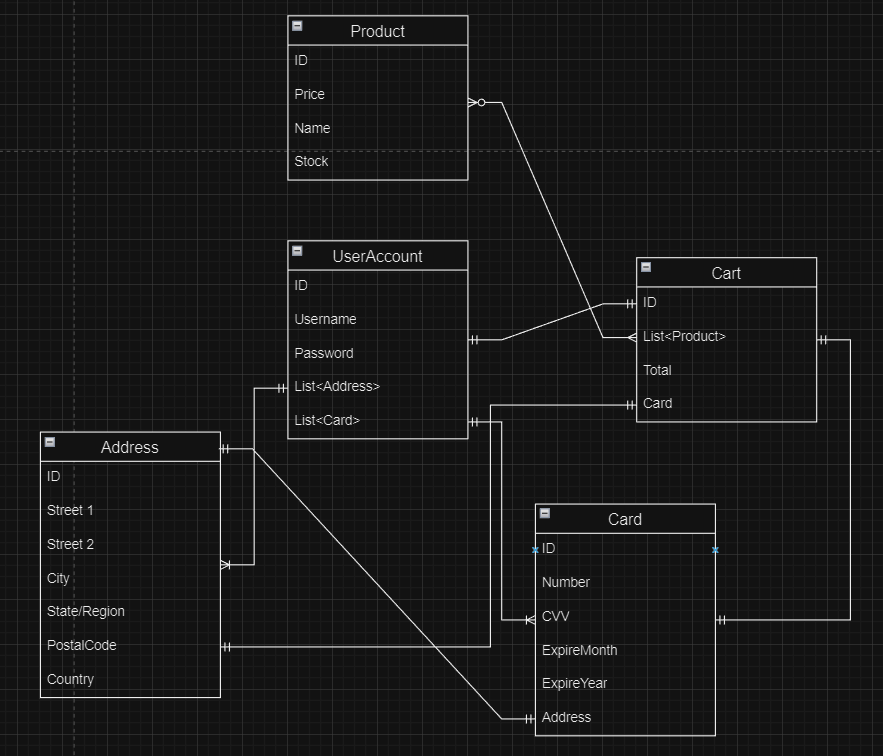 Product
ID
Price
Name
Stock
UserAccount
ID
Username
Password
List<Address>
List<Card>
Cart
ID
List<Product>
Total
Card
Address
ID
Street 1
Street 2
City
State/Region
PostalCode
Country
Card
ID
Number
CVV
ExpireMonth
ExpireYear
Address